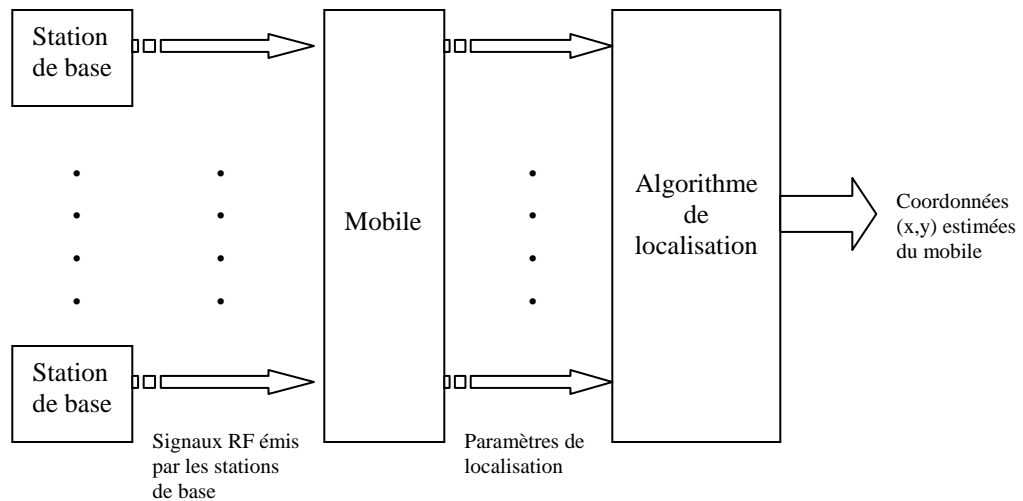 Station
de base
Mobile
Algorithme
de
localisation
Coordonnées
(x,y) estimées
du mobile
Station
de base
Signaux RF émis
par les stations
de base
Paramètres de
localisation